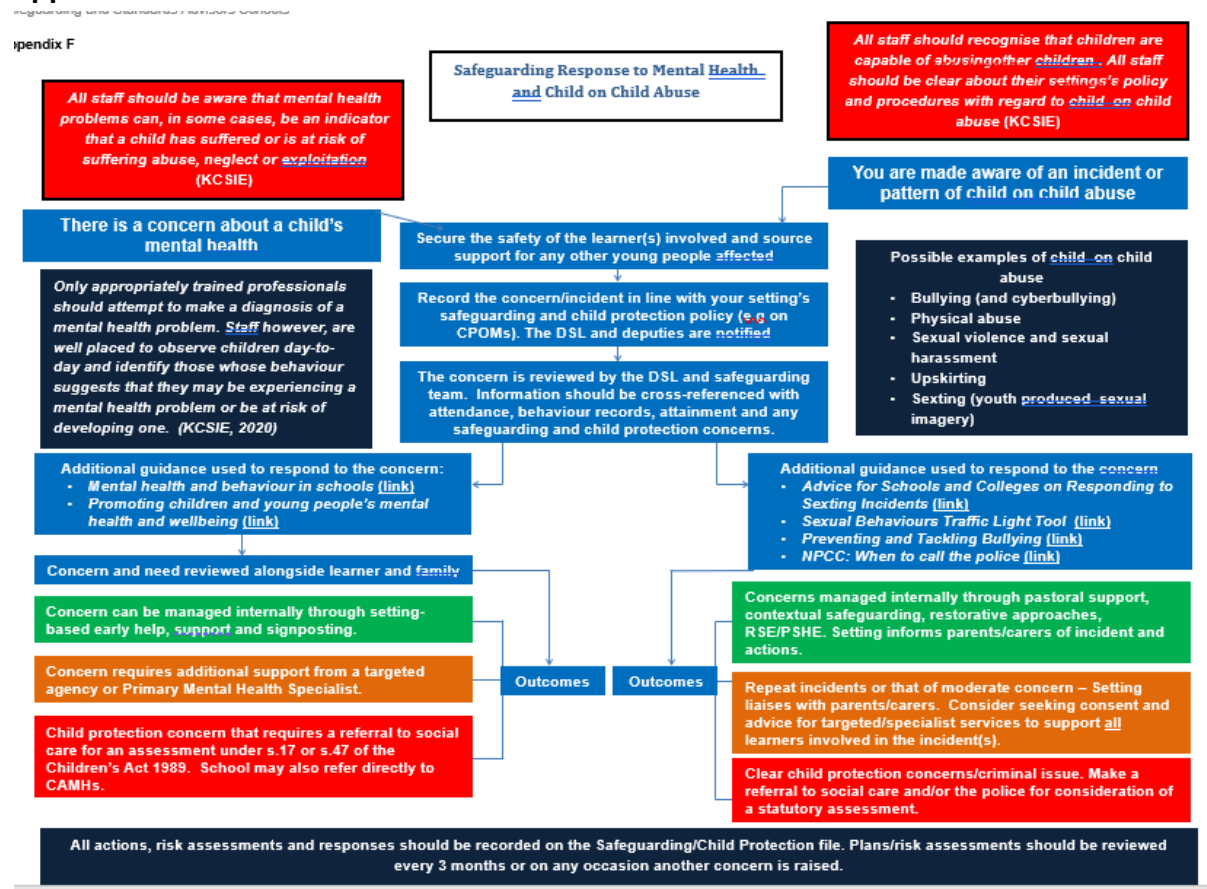 Safeguarding and Standards Advisors Schools
ppendix F
Safeguarding Response to Mental Health
and Child on Child Abuse
All staff should recognise that children are
capable of abusingother children . All staff
should be clear about their settings's policy
and procedures with regard to child on child
abuse (KCSIE)
All staff should be aware that mental health
problems can, in some cases, be an indicator
that a child has suffered or is at risk of
suffering abuse, neglect or exploitation
(KCSIE)
You are made aware of an incident or
pattern of child on child abuse
There is a concern about a child's
mental health
Secure the safety of the learner(s) involved and source
support for any other young people affected
Only appropriately trained professionals
should attempt to make a diagnosis of a
mental health problem. Staff however, are
well placed to observe children day-to-
day and identify those whose behaviour
suggests that they may be experiencing a
mental health problem or be at risk of
developing one. (KCSIE, 2020)
Record the concern/incident in line with your setting's
safeguarding and child protection policy (e.g on
CPOMs). The DSL and deputies are notified
The concern is reviewed by the DSL and safeguarding
team. Information should be cross-referenced with
attendance, behaviour records, attainment and any
safeguarding and child protection concerns.
Possible examples of child on child
abuse
• Bullying (and cyberbullying)
• Physical abuse
• Sexual violence and sexual
harassment
• Upskirting
• Sexting (youth produced sexual
imagery)
Additional guidance used to respond to the concern:
• Mental health and behaviour in schools (link)
• Promoting children and young people's mental
health and wellbeing (link)
Additional guidance used to respond to the concern
• Advice for Schools and Colleges on Responding to
Sexting Incidents (link)
• Sexual Behaviours Traffic Light Tool (link)
• Preventing and Tackling Bullying (link)
• NPCC: When to call the police (link)
Concern and need reviewed alongside learner and family
Concern can be managed internally through setting-
based early help, support and signposting.
Concern requires additional support from a targeted
agency or Primary Mental Health Specialist.
Child protection concern that requires a referral to social
care for an assessment under s.17 or s.47 of the
Children's Act 1989. School may also refer directly to
CAMHs.
Outcomes
Outcomes
Concerns managed internally through pastoral support,
contextual safeguarding, restorative approaches,
RSE/PSHE. Setting informs parents/carers of incident and
actions.
Repeat incidents or that of moderate concern – Setting
liaises with parents/carers. Consider seeking consent and
advice for targeted/specialist services to support all
learners involved in the incident(s).
Clear child protection concerns/criminal issue. Make a
referral to social care and/or the police for consideration of
a statutory assessment.
All actions, risk assessments and responses should be recorded on the Safeguarding/Child Protection file. Plans/risk assessments should be reviewed
every 3 months or on any occasion another concern is raised.